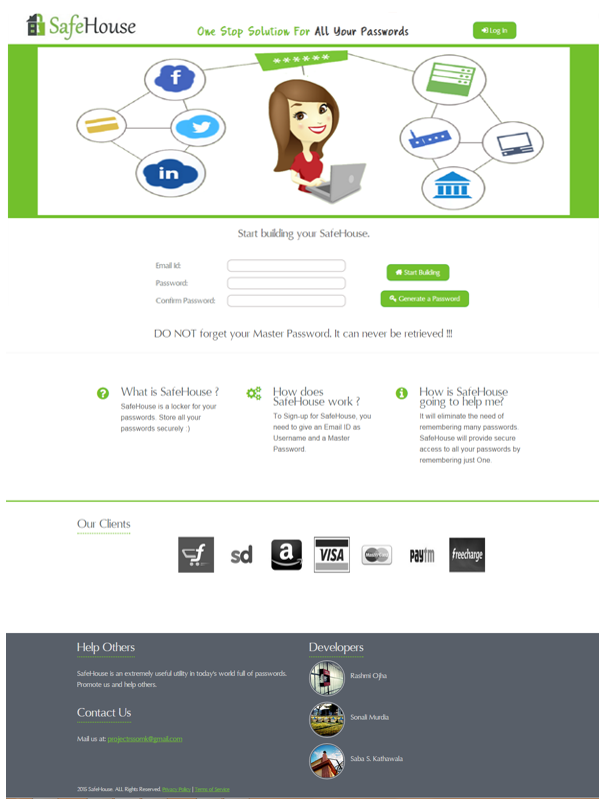 SafeHouse
One Stop Solution For All Your Passwords
Log In
******
f
in
Start building your SafeHouse.
Email Id:
Start Building
Password:
Confirm Password:
Generate a Password
DO NOT forget your Master Password. It can never be retrieved !!!
What is SafeHouse ?
SafeHouse is a locker for your
passwords. Store all your
passwords securely :)
How does
SafeHouse work ?
To Sign-up for SafeHouse, you
need to give an Email ID as
Username and a Master
Password.
How is SafeHouse
going to help me?
It will eliminate the need of
remembering many passwords.
SafeHouse will provide secure
access to all your passwords by
remembering just One.
Our Clients
f
sd
a
VISA
MasterCard
paytm
freecharge
Help Others
SafeHouse is an extremely useful utility in today's world full of passwords.
Promote us and help others.
Contact Us
Mail us at:
Developers
Rashmi Ojha
Sonali Murdia
Saba S. Kathawala
SafeHouse. ALL Rights Reserved. Privacy Policy | Terms of Service